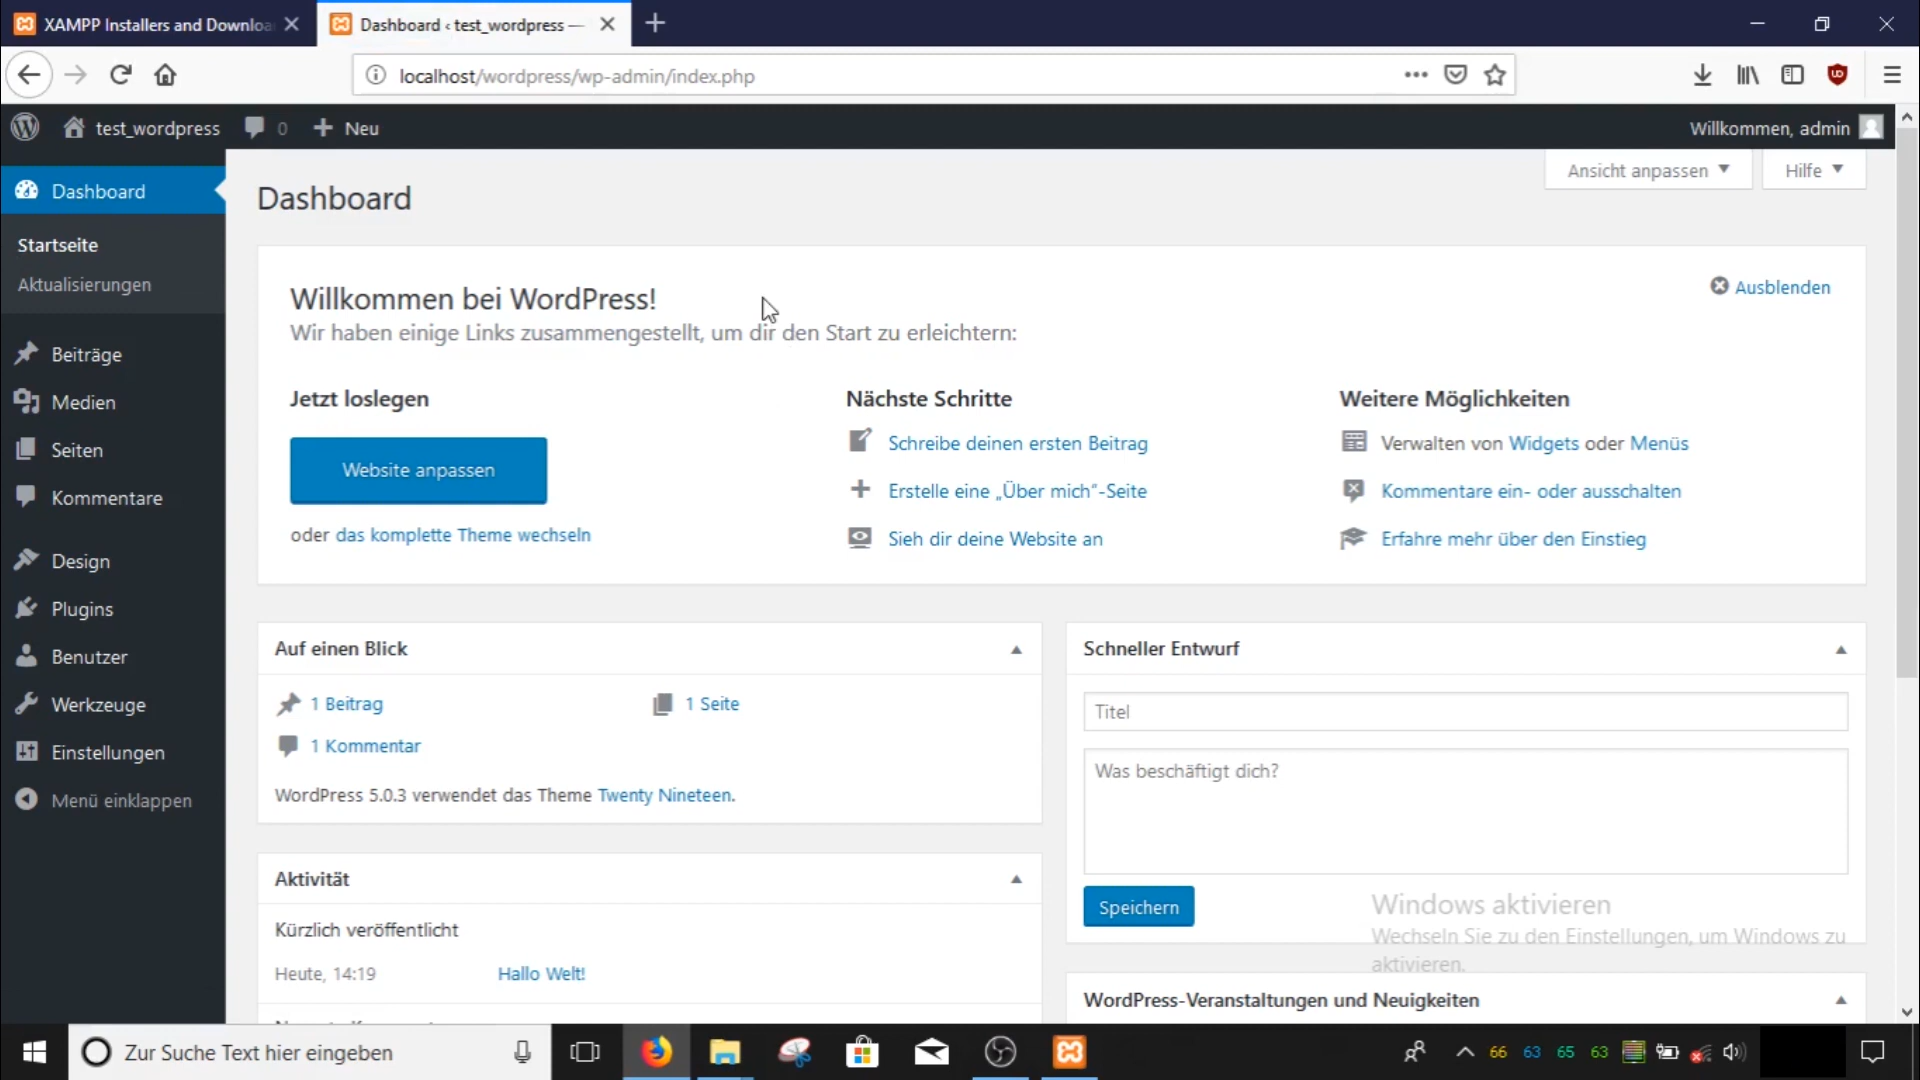 XAMPP Installers and Downloa
Dashboard ‹ test_wordpress —
localhost/wordpress/wp-admin/index.php
test_wordpress 0 Neu
Willkommen, admin
Ansicht anpassen Hilfe
Dashboard
Startseite
Aktualisierungen
Beiträge
Medien
Seiten
Kommentare
Design
Plugins
Benutzer
Werkzeuge
Einstellungen
Menü einklappen
Dashboard
Willkommen bei WordPress!
Ausblenden
Wir haben einige Links zusammengestellt, um dir den Start zu erleichtern:
Jetzt loslegen
Website anpassen
oder das komplette Theme wechseln
Nächste Schritte
Schreibe deinen ersten Beitrag
Erstelle eine „Über mich“-Seite
Sieh dir deine Website an
Weitere Möglichkeiten
Verwalten von Widgets oder Menüs
Kommentare ein- oder ausschalten
Erfahre mehr über den Einstieg
Auf einen Blick
1 Beitrag 1 Seite
1 Kommentar
WordPress 5.0.3 verwendet das Theme Twenty Nineteen.
Aktivität
Kürzlich veröffentlicht
Heute, 14:19 Hallo Welt!
Schneller Entwurf
Titel
Was beschäftigt dich?
Speichern
Windows aktivieren
Wechseln Sie zu den Einstellungen, um Windows zu
aktivieren.
WordPress-Veranstaltungen und Neuigkeiten
Zur Suche Text hier eingeben
66 63 65 63